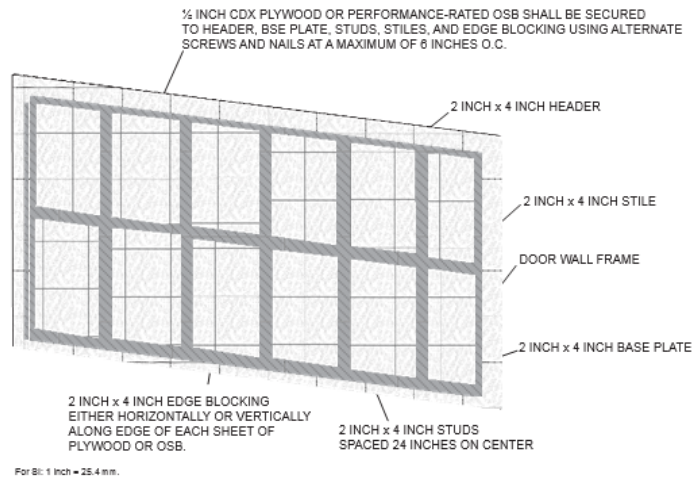 ½ INCH CDX PLYWOOD OR PERFORMANCE-RATED OSB SHALL BE SECURED
TO HEADER, BSE PLATE, STUDS, STILES, AND EDGE BLOCKING USING ALTERNATE
SCREWS AND NAILS AT A MAXIMUM OF 6 INCHES O.C.
2 INCH x 4 INCH HEADER
2 INCH x 4 INCH STILE
DOOR WALL FRAME
2 INCH x 4 INCH BASE PLATE
2 INCH x 4 INCH EDGE BLOCKING
EITHER HORIZONTALLY OR VERTICALLY
ALONG EDGE OF EACH SHEET OF
PLYWOOD OR OSB.
2 INCH x 4 INCH STUDS
SPACED 24 INCHES ON CENTER
For SI: 1 inch = 25.4 mm.